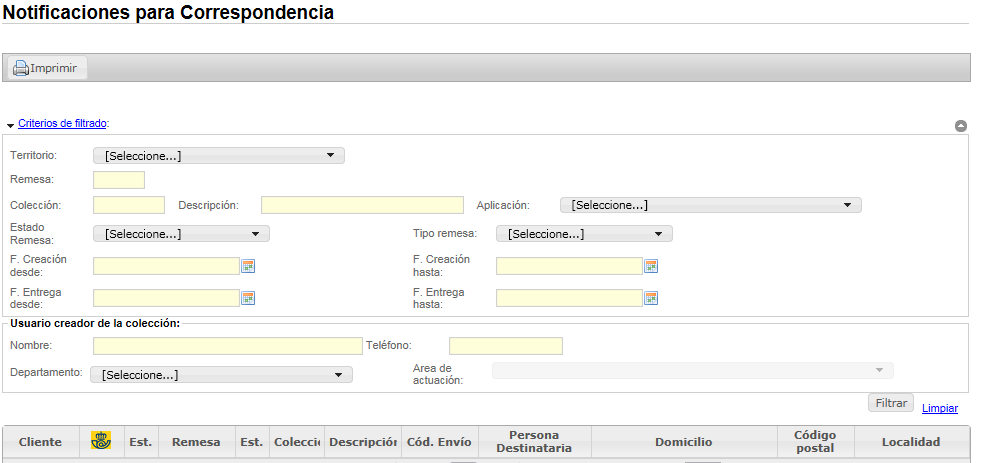 Notificaciones para Correspondencia
Imprimir
Criterios de filtrado:
Territorio: [Seleccione...]
Remesa:
Colección: Descripción: Aplicación: [Seleccione...]
Estado Remesa: [Seleccione...] Tipo remesa: [Seleccione...]
F. Creación desde: F. Creación hasta:
F. Entrega desde: F. Entrega hasta:
Usuario creador de la colección:
Nombre: Teléfono:
Departamento: [Seleccione...] Area de actuación:
Filtrar Limpiar
Cliente Est. Remesa Est. Colecci Descripción Cód. Envío Persona Destinataria Domicilio Código postal Localidad